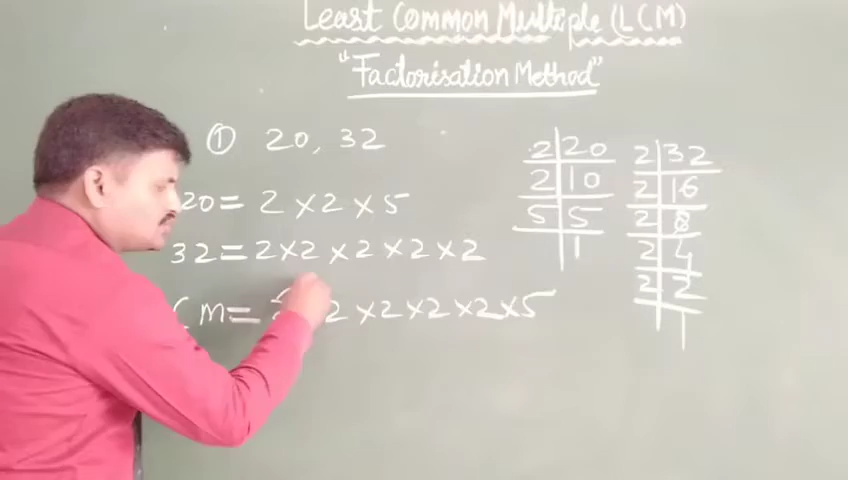 Least Common Multiple (LCM)
"Factorisation Method"
① 20, 32
20 = 2 × 2 × 5
32 = 2 × 2 × 2 × 2 × 2
CM = 2 2 × 2 × 2 × 2 × 5
2 | 20
2 | 10
5 | 5
1
2 | 32
2 | 16
2 | 8
2 | 4
2 | 2
1